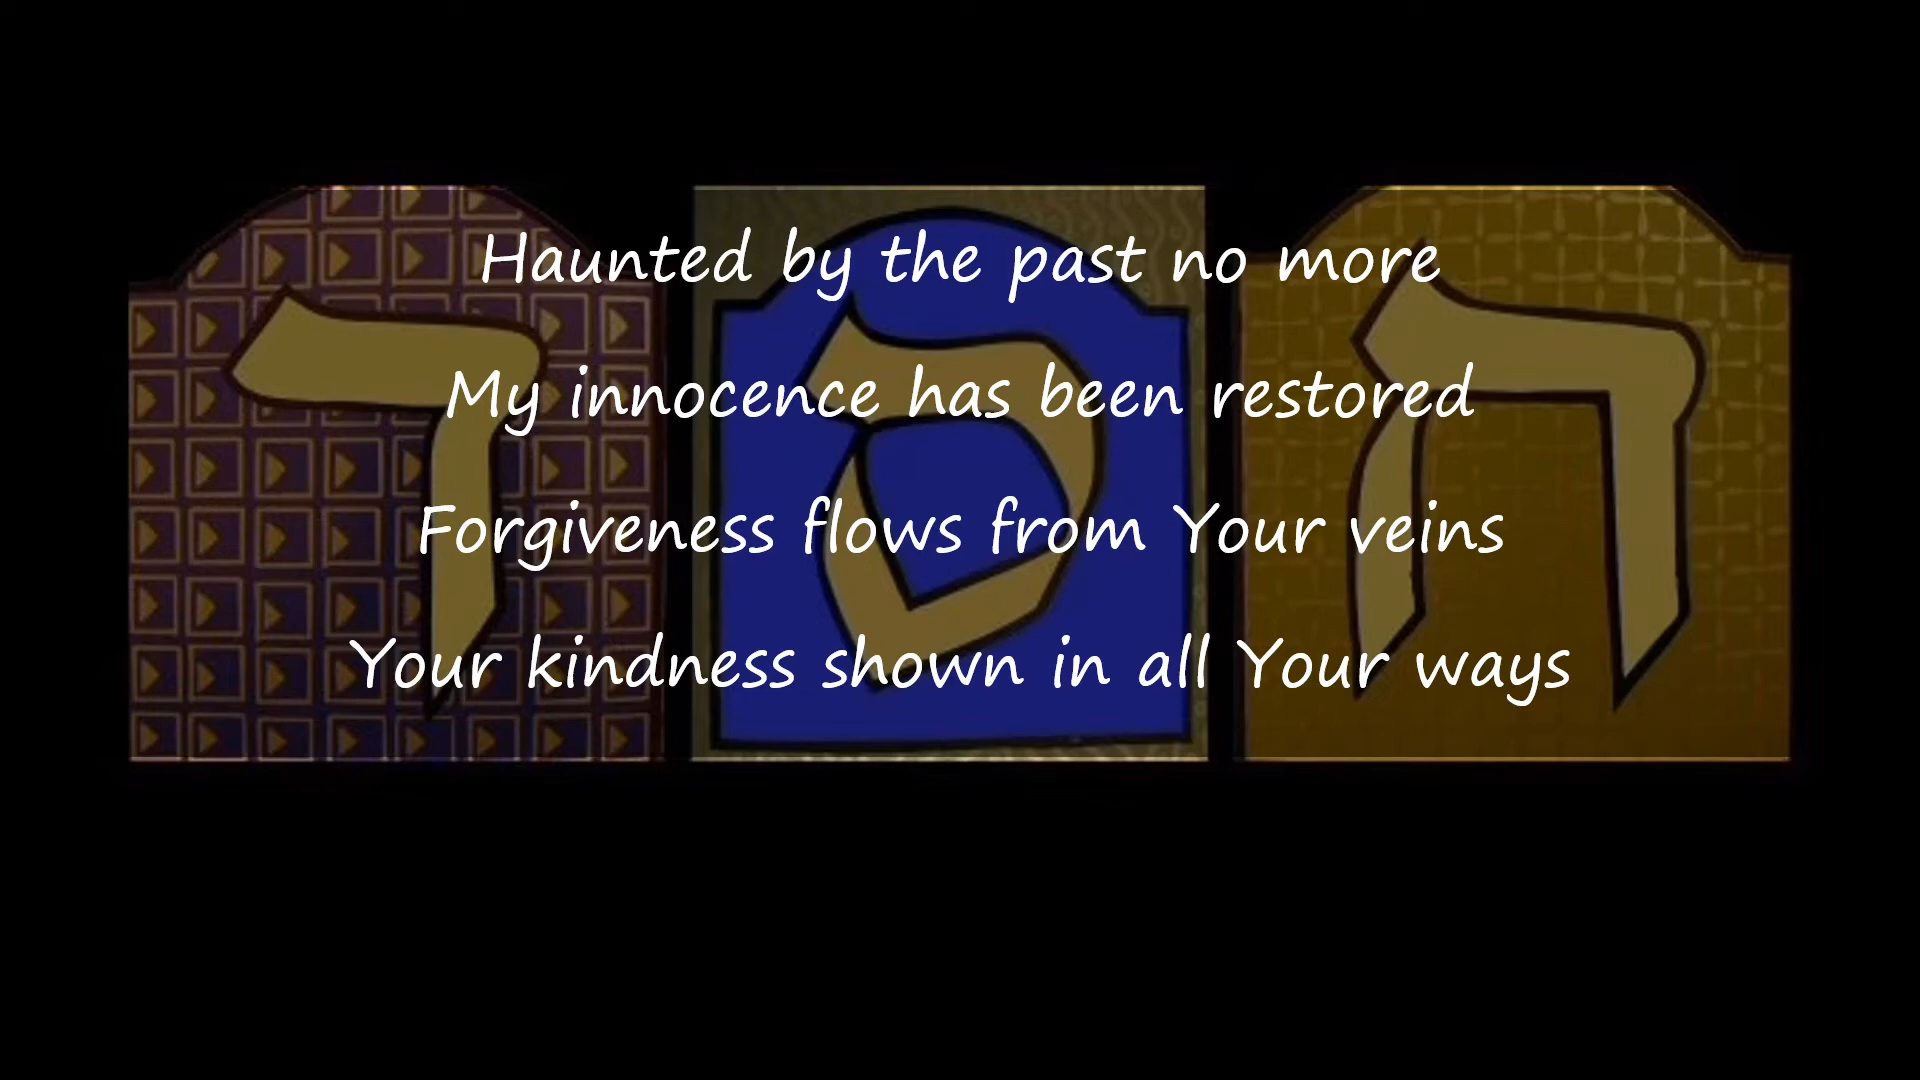 חסד
Haunted by the past no more
My innocence has been restored
Forgiveness flows from Your veins
Your kindness shown in all Your ways